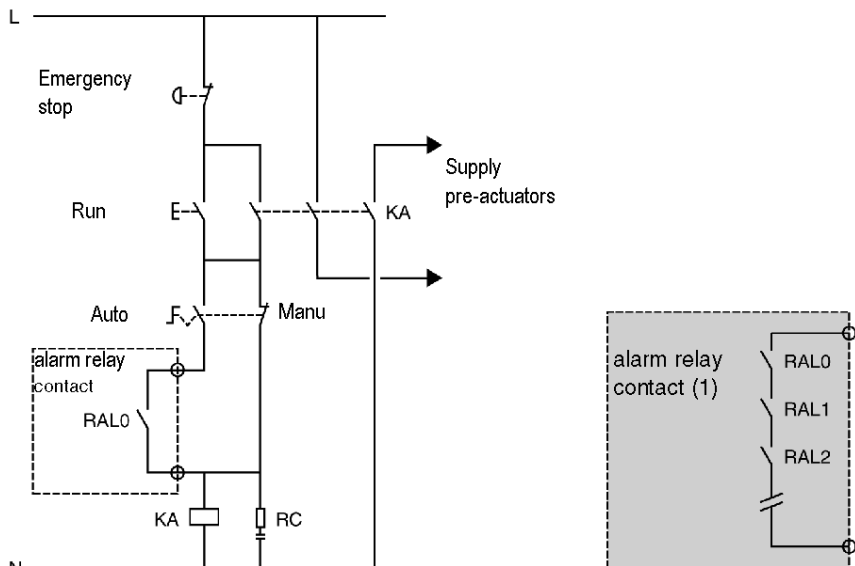 L
Emergency
stop
Supply
pre-actuators
Run
KA
Auto
Manu
alarm relay
contact
RAL0
KA
RC
N
alarm relay
contact (1)
RAL0
RAL1
RAL2